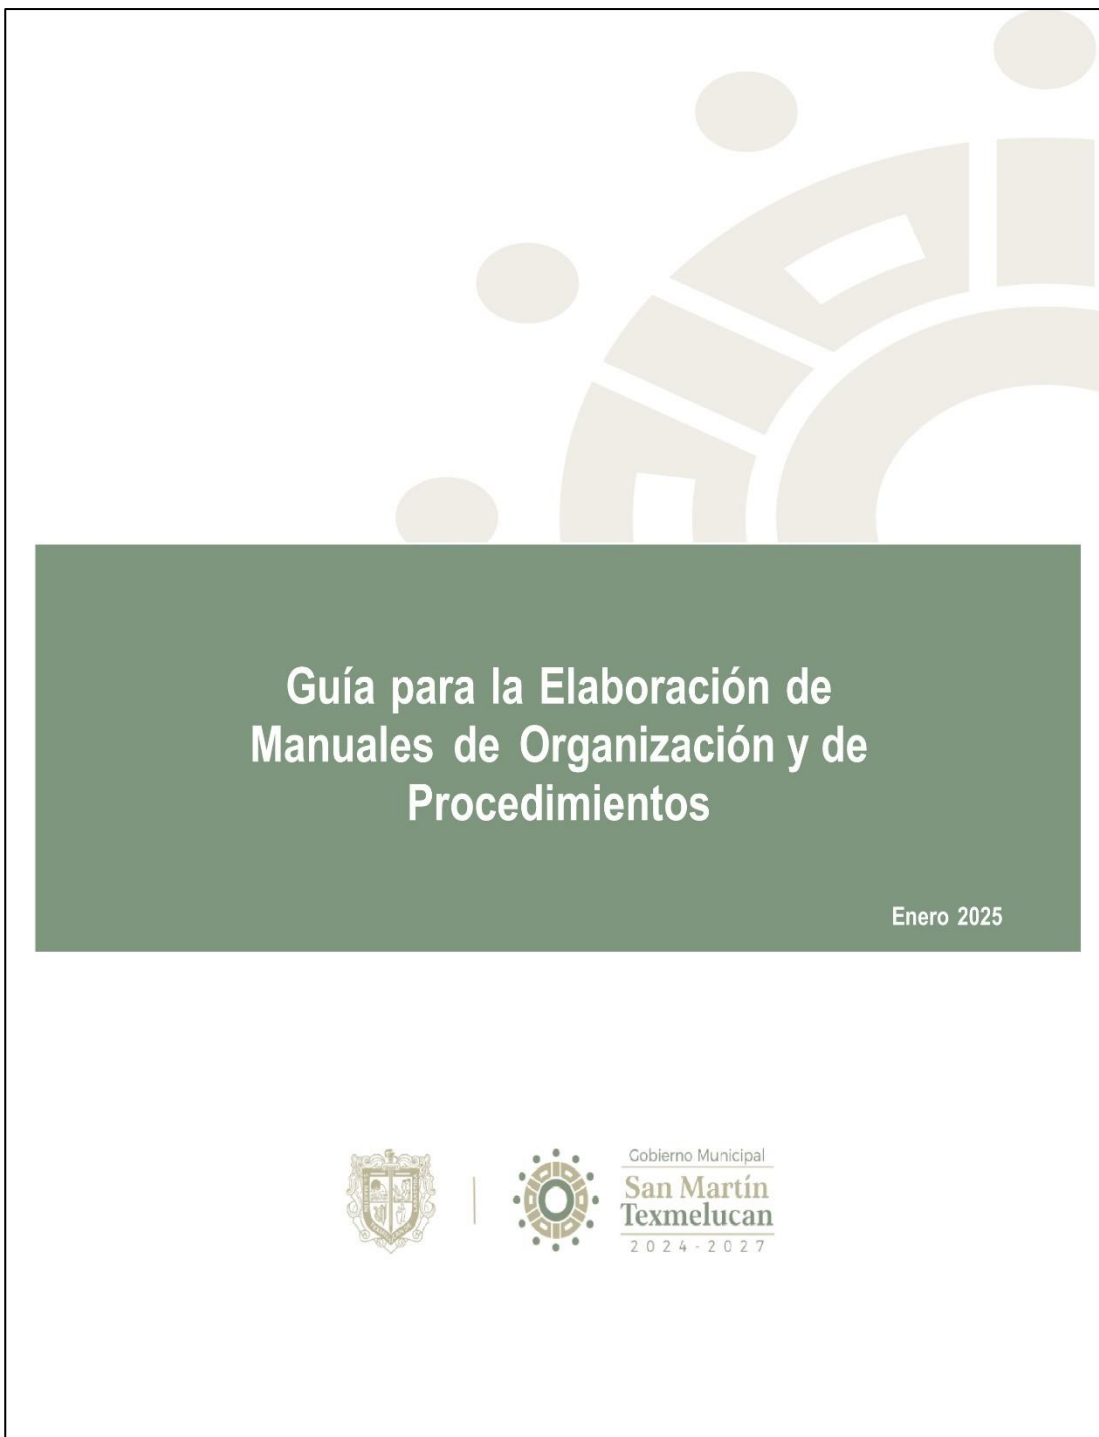 Guía para la Elaboración de
Manuales de Organización y de
Procedimientos
Enero 2025
Gobierno Municipal
San Martín
Texmelucan
2024-2027